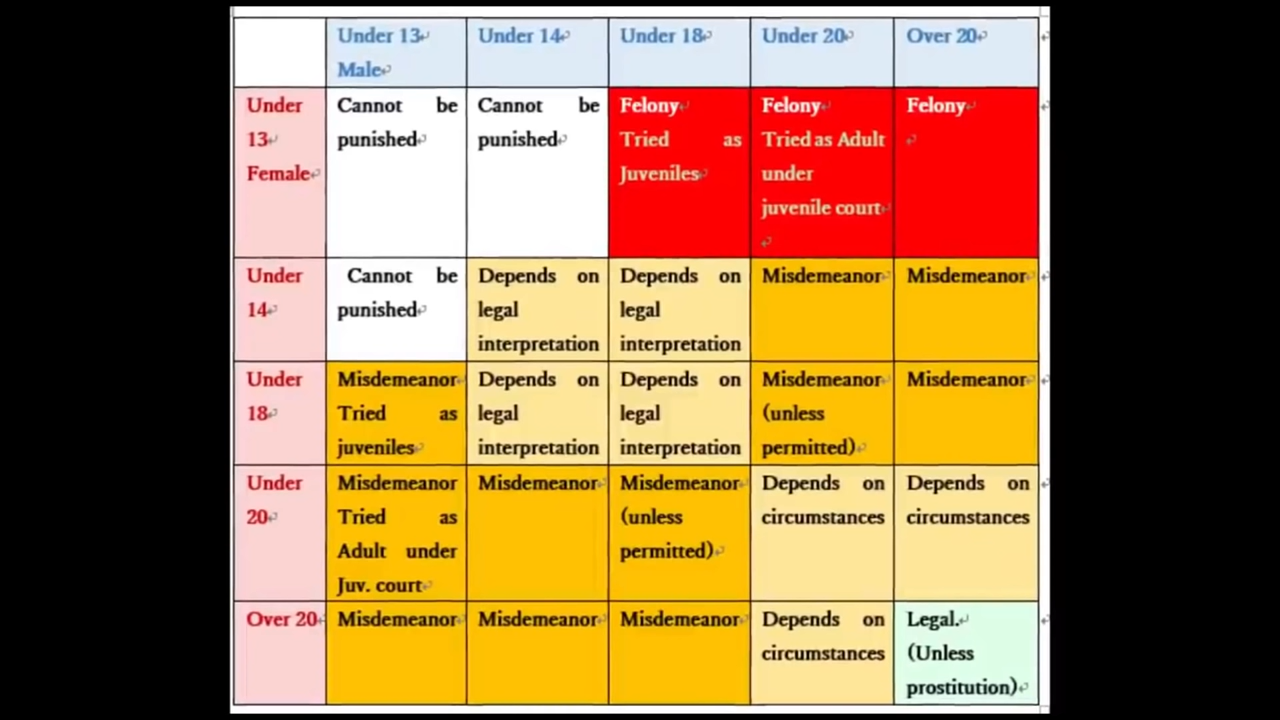 Under 13 Under 14 Under 18 Under 20 Over 20
Male
Under Cannot be Cannot be Felony Felony Felony
13 punished punished Tried as Tried as Adult
Female Juveniles under
juvenile court
Under Cannot be Depends on Depends on Misdemeanor Misdemeanor
14 punished legal legal
interpretation interpretation
Under Misdemeanor Depends on Depends on Misdemeanor Misdemeanor
18 Tried as legal legal (unless
juveniles interpretation interpretation permitted)
Under Misdemeanor Misdemeanor Misdemeanor Depends on Depends on
20 Tried as (unless circumstances circumstances
Adult under permitted)
Juv. court
Over 20 Misdemeanor Misdemeanor Misdemeanor Depends on Legal.
circumstances (Unless
prostitution)